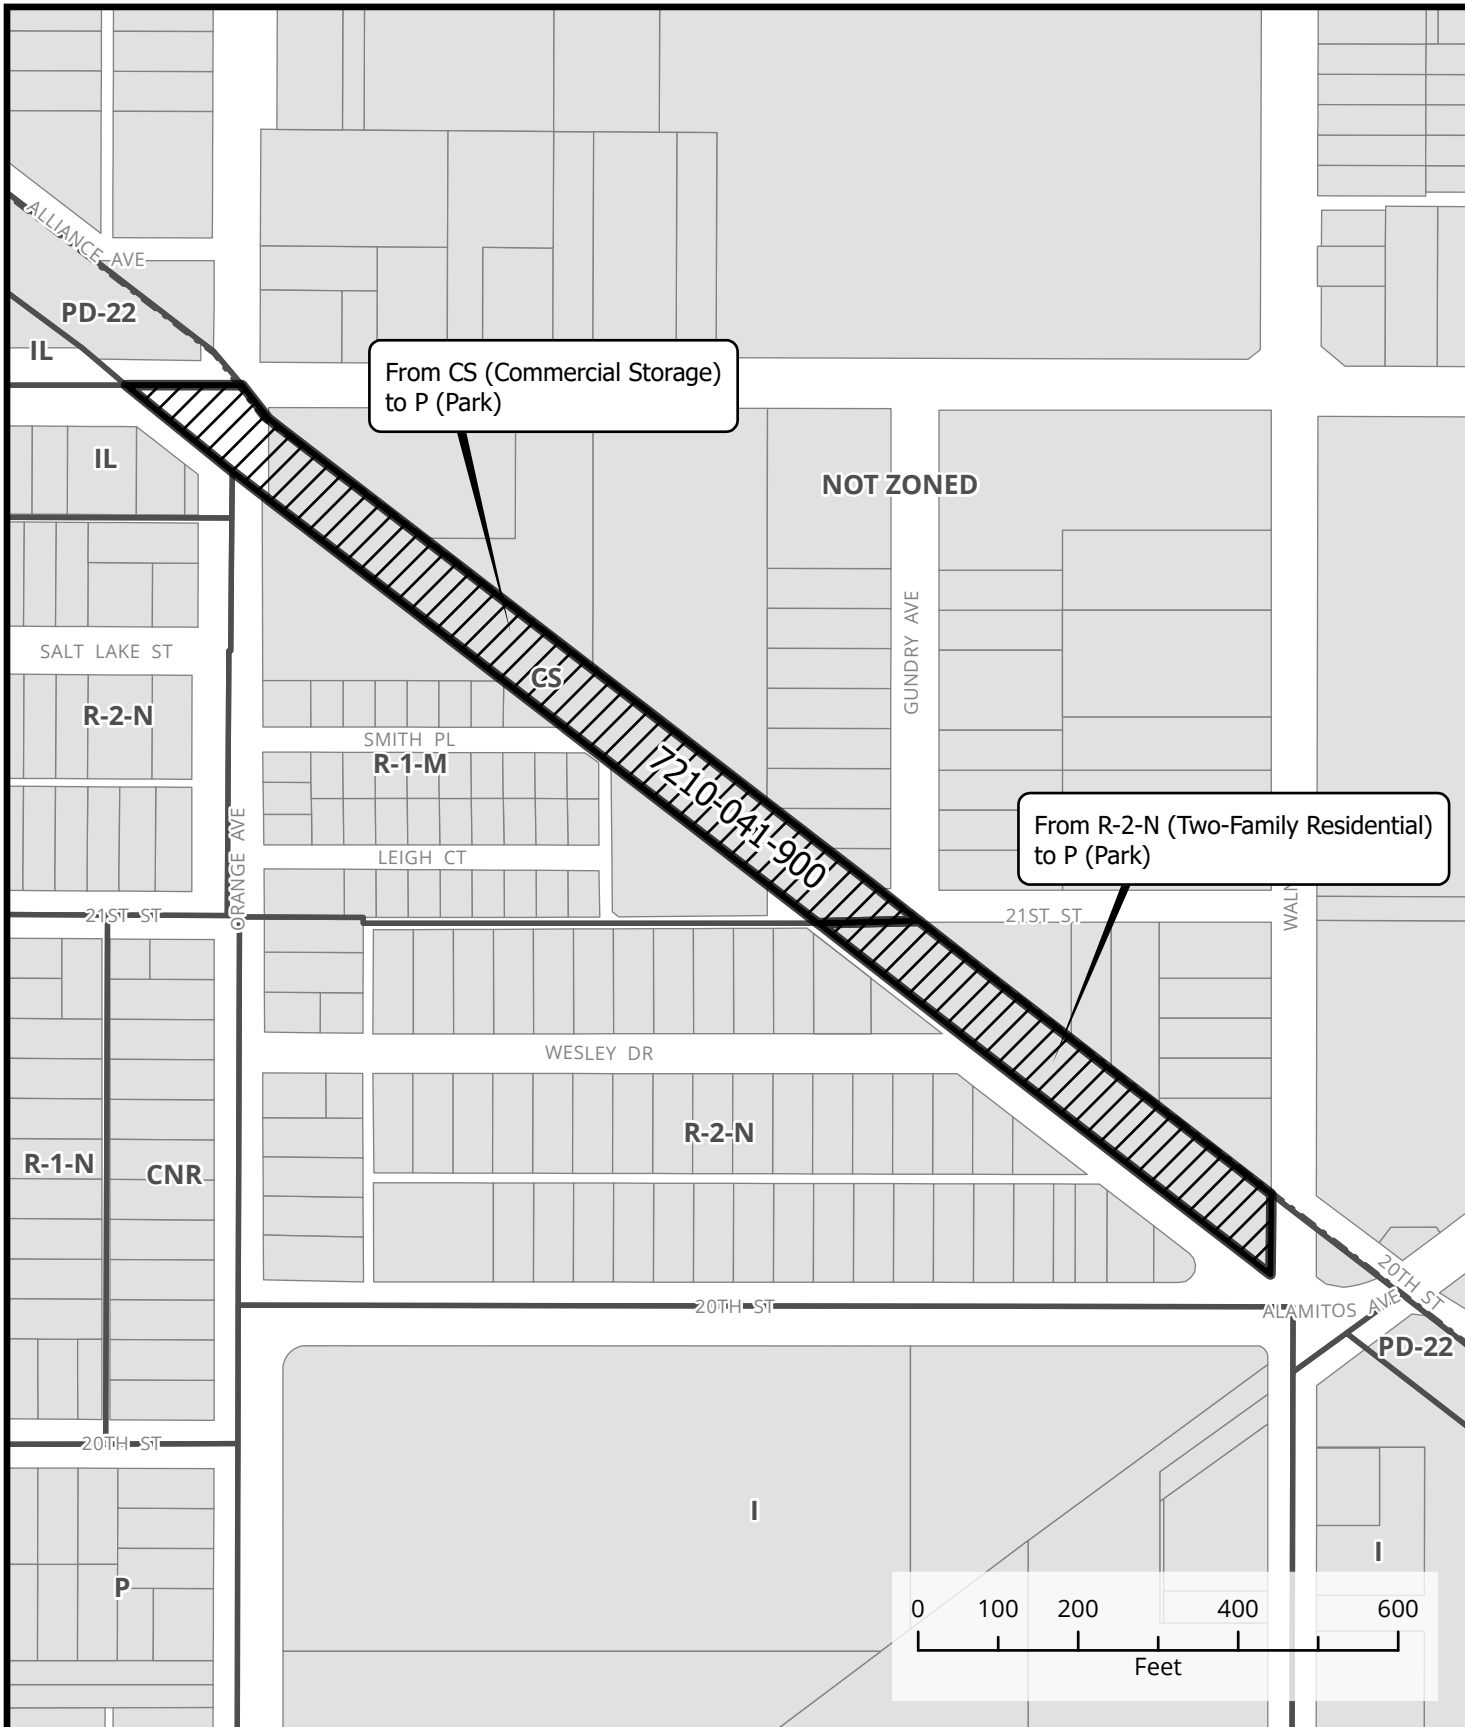 ALLIANCE AVE
PD-22
IL
From CS (Commercial Storage)
to P (Park)
IL
NOT ZONED
GUNDRY AVE
SALT LAKE ST
CS
R-2-N
SMITH PL
R-1-M
7210-041-900
ORANGE AVE
From R-2-N (Two-Family Residential)
to P (Park)
LEIGH CT
21ST ST
21ST ST
WALN
WESLEY DR
R-2-N
R-1-N
CNR
20TH ST
20TH ST
ALAMITOS AVE
PD-22
20TH ST
I
I
P
0 100 200 400 600
Feet